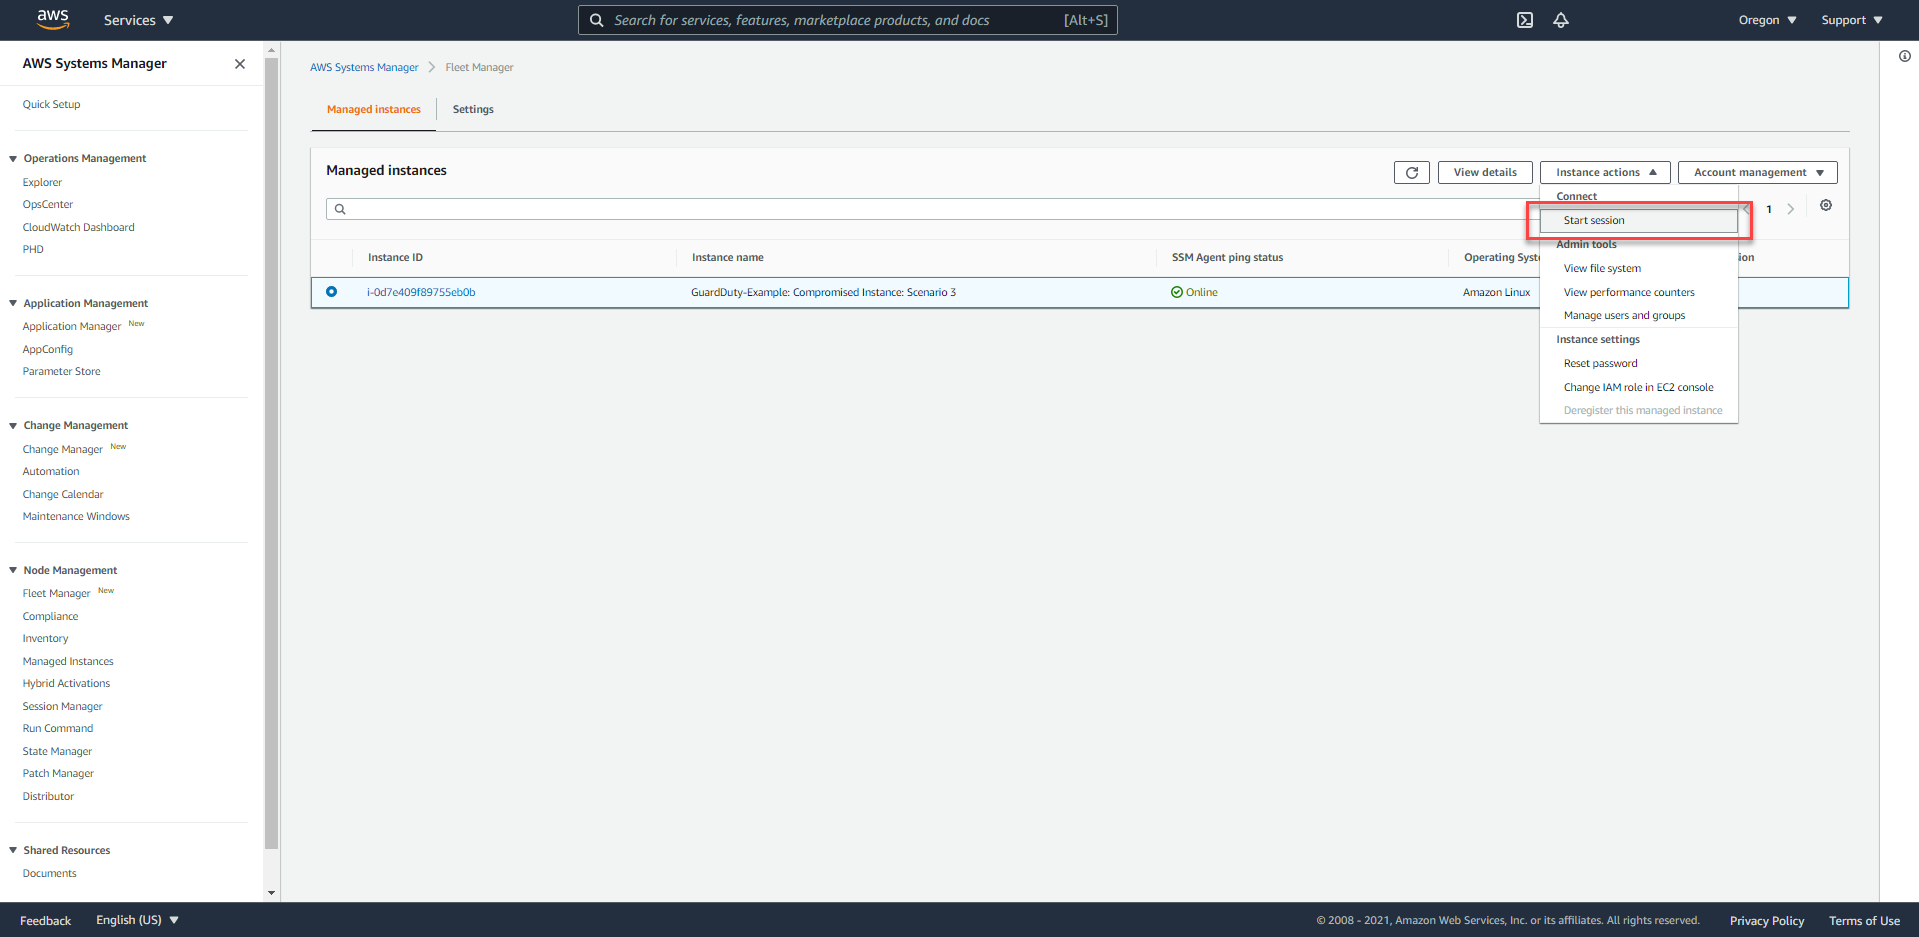 aws
Services
Search for services, features, marketplace products, and docs [Alt+S]
Oregon
Support
AWS Systems Manager
Quick Setup
Operations Management
Explorer
OpsCenter
CloudWatch Dashboard
PHD
Application Management
Application Manager New
AppConfig
Parameter Store
Change Management
Change Manager New
Automation
Change Calendar
Maintenance Windows
Node Management
Fleet Manager New
Compliance
Inventory
Managed Instances
Hybrid Activations
Session Manager
Run Command
State Manager
Patch Manager
Distributor
Shared Resources
Documents
AWS Systems Manager > Fleet Manager
Managed instances
Settings
Managed instances
View details
Instance actions
Account management
1
Connect
Start session
Admin tools
View file system
View performance counters
Manage users and groups
Instance settings
Reset password
Change IAM role in EC2 console
Deregister this managed instance
Instance ID Instance name SSM Agent ping status Operating Syste ion
i-0d7e409f89755eb0b GuardDuty-Example: Compromised Instance: Scenario 3 Online Amazon Linux
Feedback
English (US)
© 2008 - 2021, Amazon Web Services, Inc. or its affiliates. All rights reserved.
Privacy Policy
Terms of Use